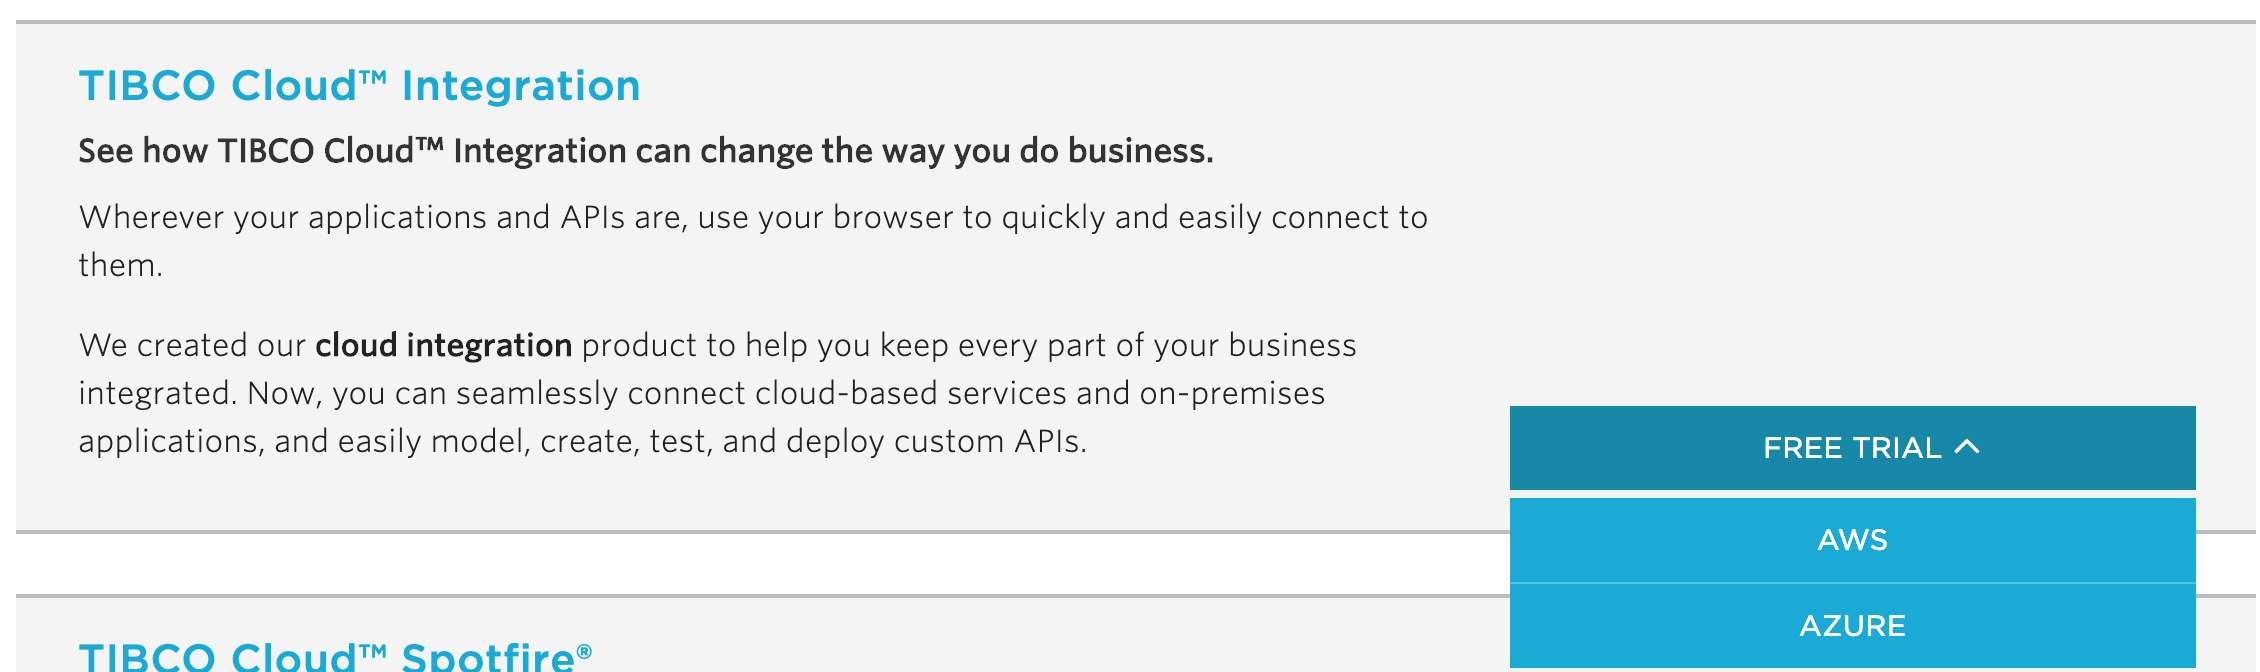 TIBCO Cloud™ Integration
See how TIBCO Cloud™ Integration can change the way you do business.
Wherever your applications and APIs are, use your browser to quickly and easily connect to
them.
We created our cloud integration product to help you keep every part of your business
integrated. Now, you can seamlessly connect cloud-based services and on-premises
applications, and easily model, create, test, and deploy custom APIs.
FREE TRIAL
AWS
AZURE
TIBCO Cloud™ Spotfire®